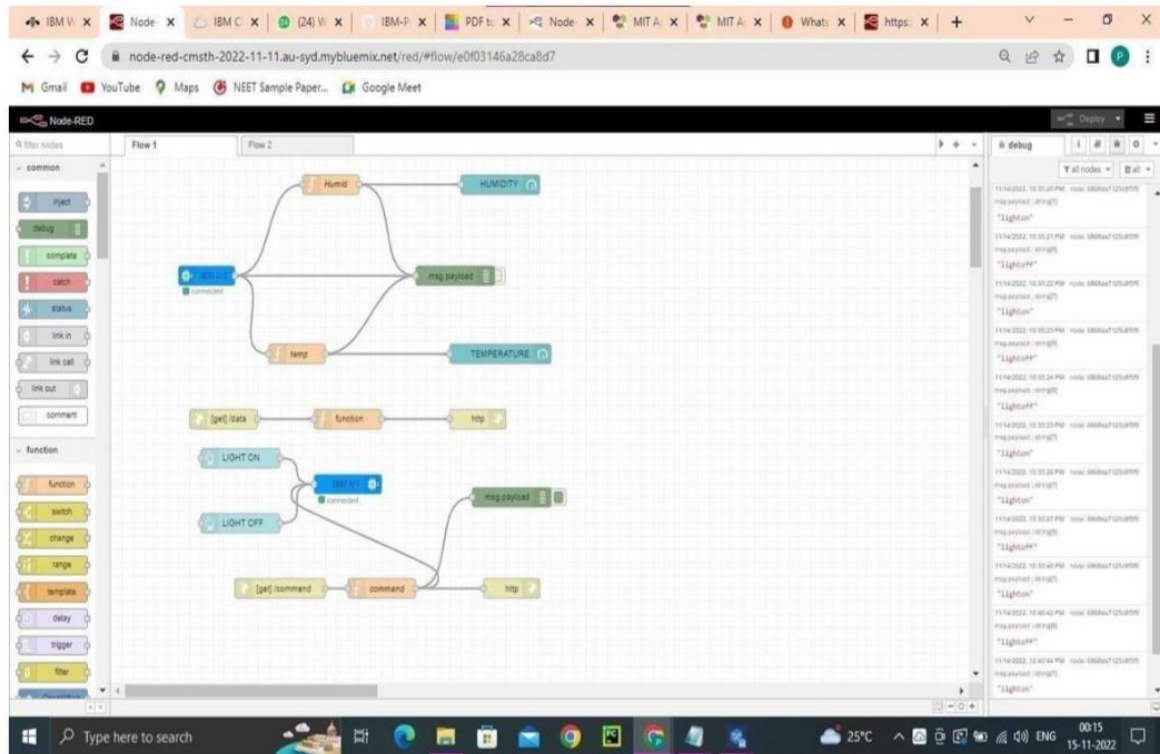 IBM W
Node-
IBM C
(24) W
IBM-P
PDF to
Node-
MIT A
MIT A
Whats
https:
node-red-cmsth-2022-11-11.au-syd.mybluemix.net/red/#flow/e0f03146a28ca8d7
P
Gmail
YouTube
Maps
NEET Sample Paper...
Google Meet
Node-RED
Deploy
filter nodes
Flow 1
Flow 2
debug
all nodes
all
common
inject
debug
complete
catch
status
link in
link call
link out
comment
function
function
switch
change
range
template
delay
trigger
filter
Humid
HUMIDITY
IBM IoT
connected
msg.payload
temp
TEMPERATURE
[get] /data
function
http
LIGHT ON
IBM IoT
connected
LIGHT OFF
msg.payload
[get] /command
command
http
"lighton"
"lightoff"
"lighton"
"lightoff"
"lightoff"
"lighton"
"lighton"
"lightoff"
"lighton"
"lightoff"
"lighton"
Type here to search
25°C
ENG
00:15
15-11-2022